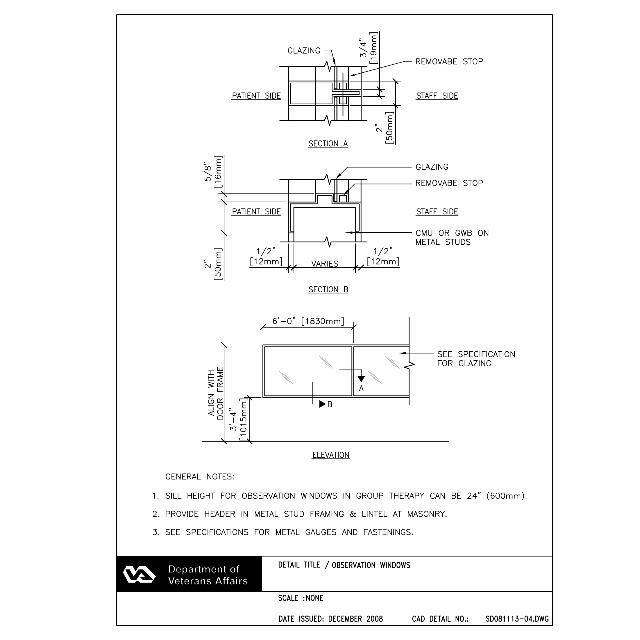 3/4"
[19mm]
GLAZING
REMOVABE STOP
PATIENT SIDE
STAFF SIDE
2"
[50mm]
SECTION A
5/8"
[16mm]
GLAZING
REMOVABE STOP
PATIENT SIDE
STAFF SIDE
CMU OR GWB ON
METAL STUDS
2"
[50mm]
1/2"
[12mm]
VARIES
1/2"
[12mm]
SECTION B
6'-0" [1830mm]
SEE SPECIFICATION
FOR GLAZING
ALIGN WITH
DOOR FRAME
3'-4"
[1015mm]
A
B
ELEVATION
GENERAL NOTES:
1. SILL HEIGHT FOR OBSERVATION WINDOWS IN GROUP THERAPY CAN BE 24" (600mm).
2. PROVIDE HEADER IN METAL STUD FRAMING & LINTEL AT MASONRY.
3. SEE SPECIFICATIONS FOR METAL GAUGES AND FASTENINGS.
VA
Department of
Veterans Affairs
DETAIL TITLE / OBSERVATION WINDOWS
SCALE :NONE
DATE ISSUED: DECEMBER 2008 CAD DETAIL NO.: SD081113-04.DWG